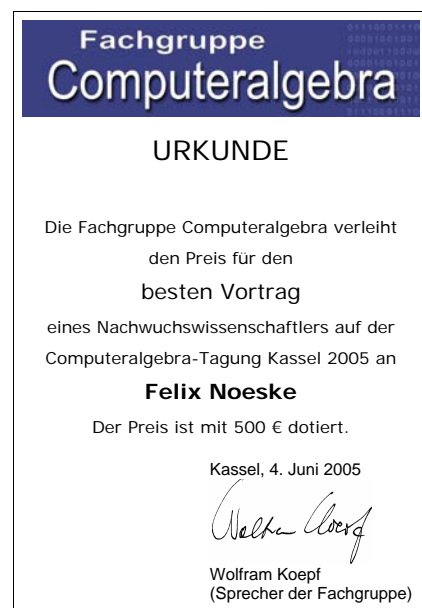 Fachgruppe
Computeralgebra
URKUNDE
Die Fachgruppe Computeralgebra verleiht
den Preis für den
besten Vortrag
eines Nachwuchswissenschaftlers auf der
Computeralgebra-Tagung Kassel 2005 an
Felix Noeske
Der Preis ist mit 500 € dotiert.
Kassel, 4. Juni 2005
Wolfram Koepf
(Sprecher der Fachgruppe)